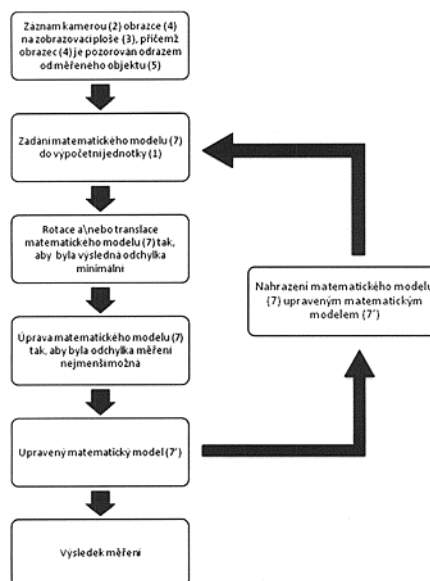 Záznam kamerou (2) obrazce (4)
na zobrazovací ploše (3), přičemž
obrazec (4) je pozorován odrazem
od měřeného objektu (5)
Zadání matematického modelu (7)
do výpočetní jednotky (1)
Rotace a\nebo translace
matematického modelu (7) tak,
aby byla výsledná odchylka
minimální
Úprava matematického modelu (7)
tak, aby byla odchylka měření
nejmenší možná
Upravený matematický model (7´)
Výsledek měření
Nahrazení matematického modelu
(7) upraveným matematickým
modelem (7´)